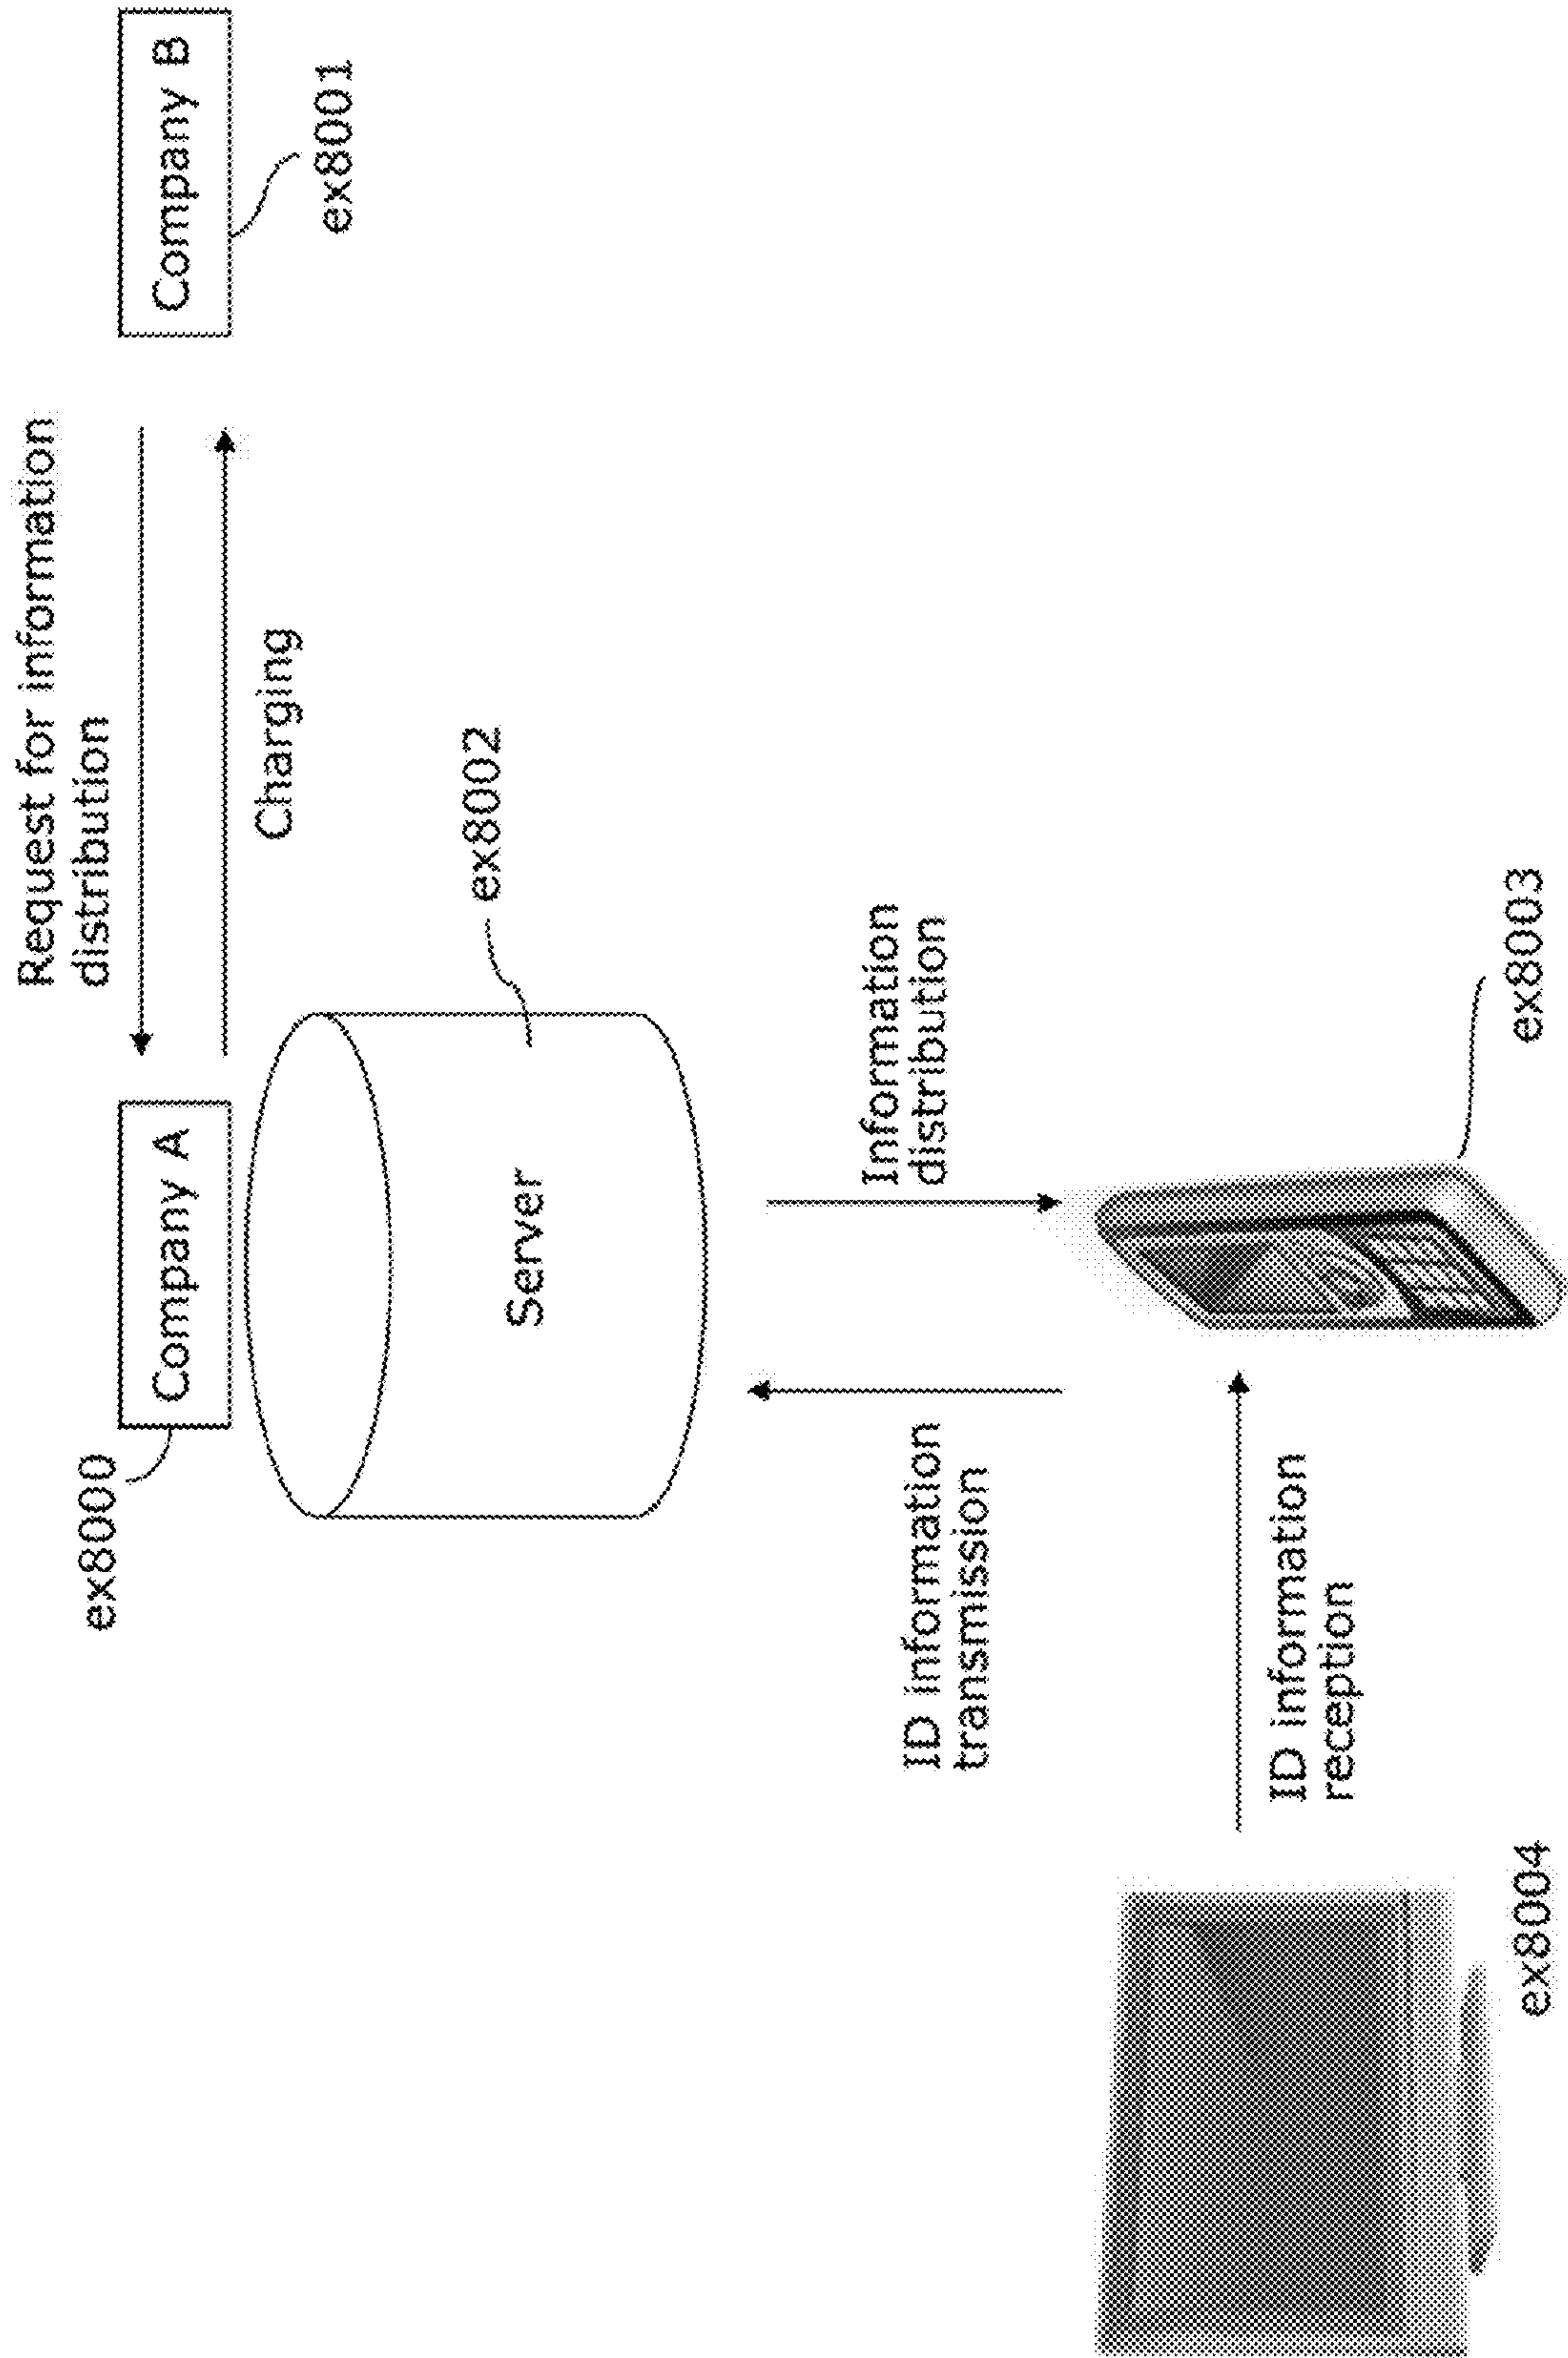 Request for information
distribution
ex8000
Company A
Company B
Charging
ex8001
ex8002
Server
Information
distribution
ID information
transmission
ID information
reception
ex8003
ex8004